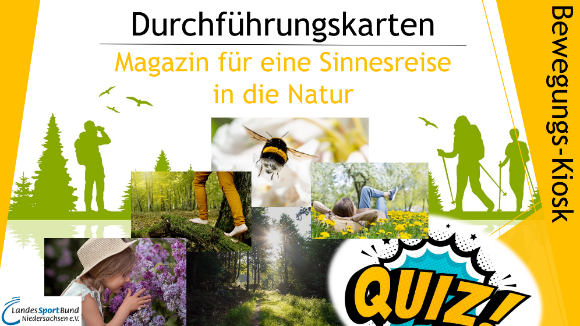 Durchführungskarten
Magazin für eine Sinnesreise
in die Natur
Bewegungs-Kiosk
QUIZ!
LandesSportBund
Niedersachsen e.V.